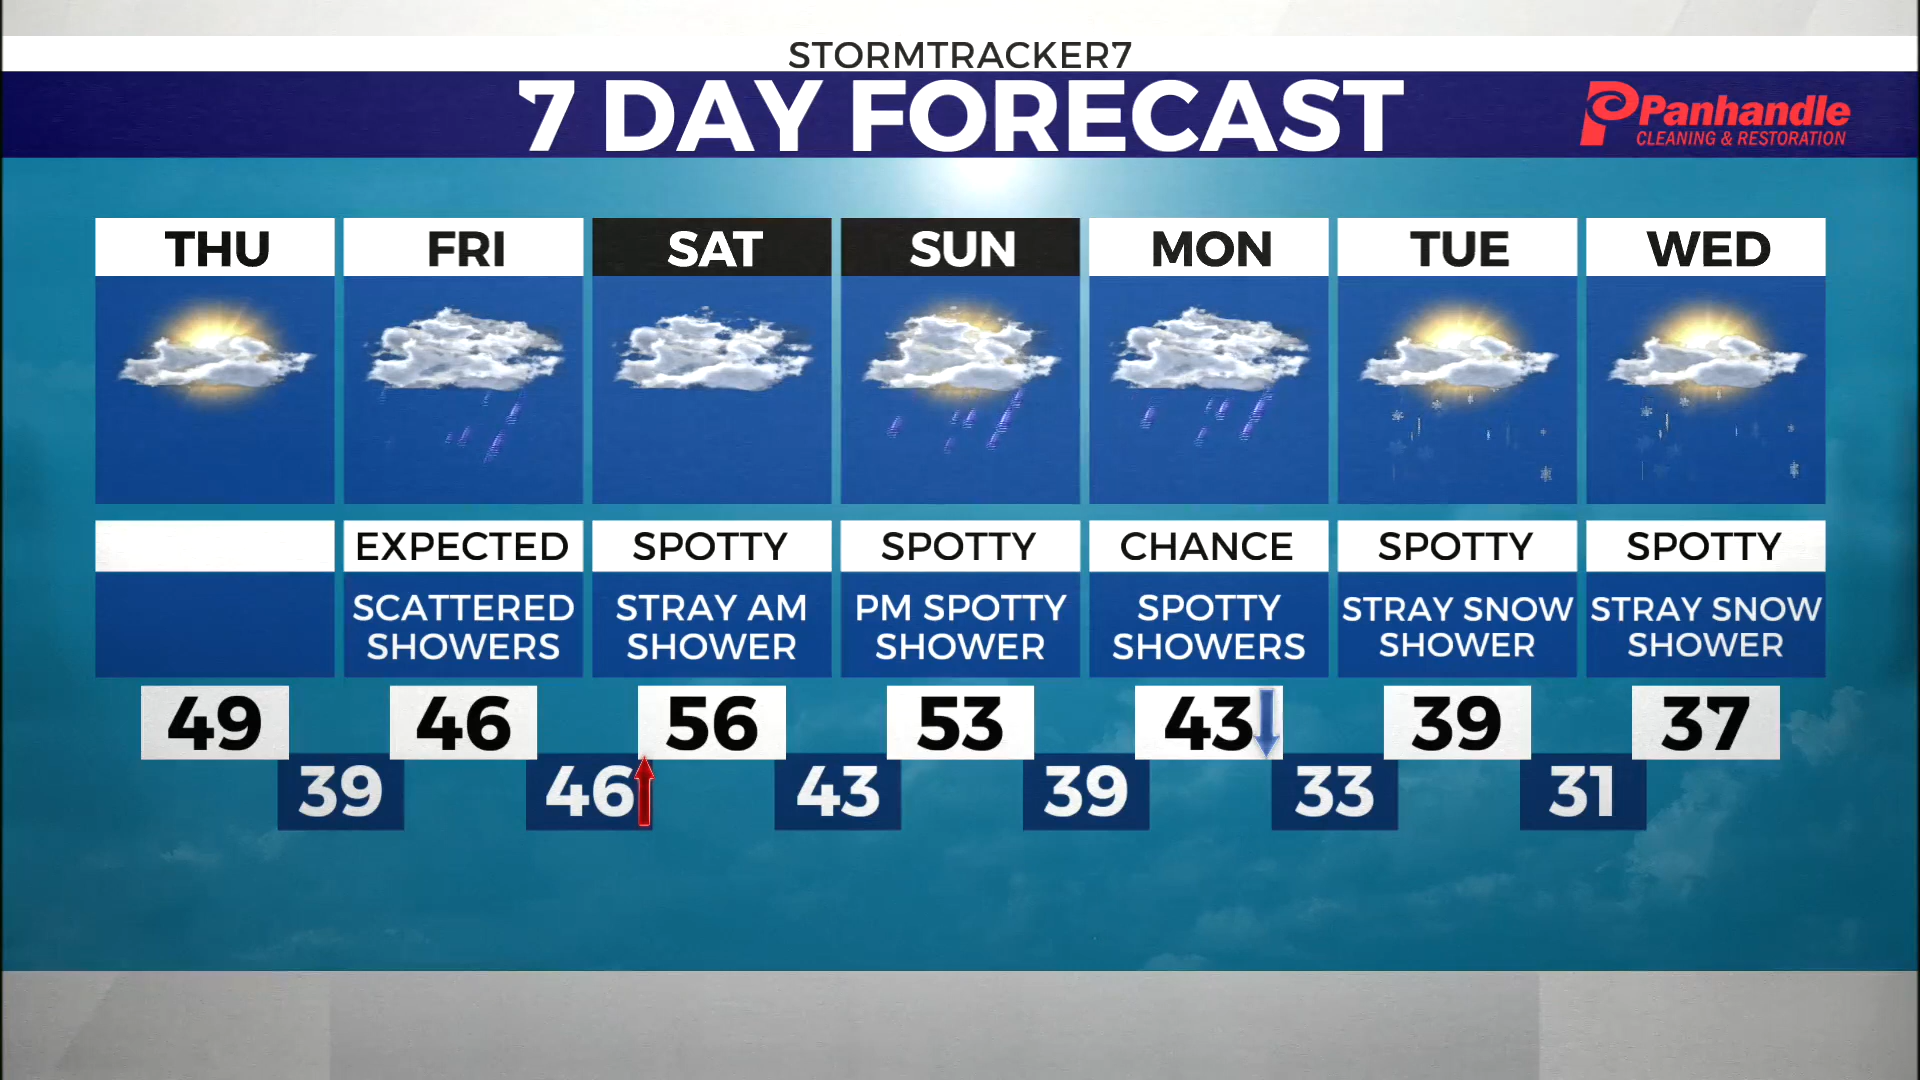 STORMTRACKER7
7 DAY FORECAST
Panhandle
CLEANING & RESTORATION
THU
FRI
SAT
SUN
MON
TUE
WED
EXPECTED
SPOTTY
SPOTTY
CHANCE
SPOTTY
SPOTTY
SCATTERED
SHOWERS
STRAY AM
SHOWER
PM SPOTTY
SHOWER
SPOTTY
SHOWERS
STRAY SNOW
SHOWER
STRAY SNOW
SHOWER
49
46
56
53
43
39
37
39
46
43
39
33
31